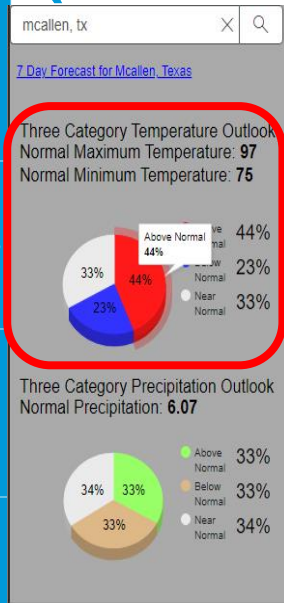 mcallen, tx
7 Day Forecast for Mcallen, Texas
Three Category Temperature Outlook
Normal Maximum Temperature: 97
Normal Minimum Temperature: 75
Above Normal
44%
44%
33%
23%
44%
Normal
23%
Near
Normal
33%
Three Category Precipitation Outlook
Normal Precipitation: 6.07
34%
33%
33%
Above
Normal
33%
Below
Normal
33%
Near
Normal
34%